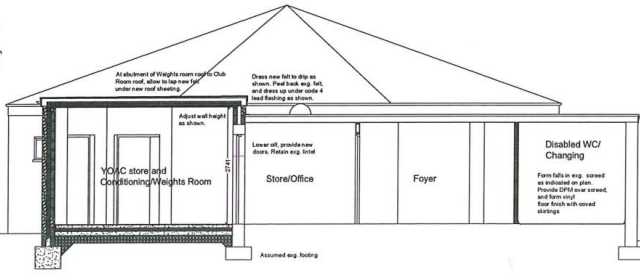 At abutment of Weights room roof to Club
Room roof, allow to lap new felt
under new roof sheeting.
Dress new felt to drip as
shown. Peel back exg. felt,
and dress up under code 4
lead flashing as shown.
Adjust wall height
as shown.
Lower cill, provide new
doors. Retain exg. lintel
2741
YOAC store and
Conditioning/Weights Room
Store/Office
Foyer
Disabled WC/
Changing
Form falls in exg. screed
as indicated on plan.
Provide DPM over screed,
and form vinyl
floor finish with coved
skirtings
Assumed exg. footing